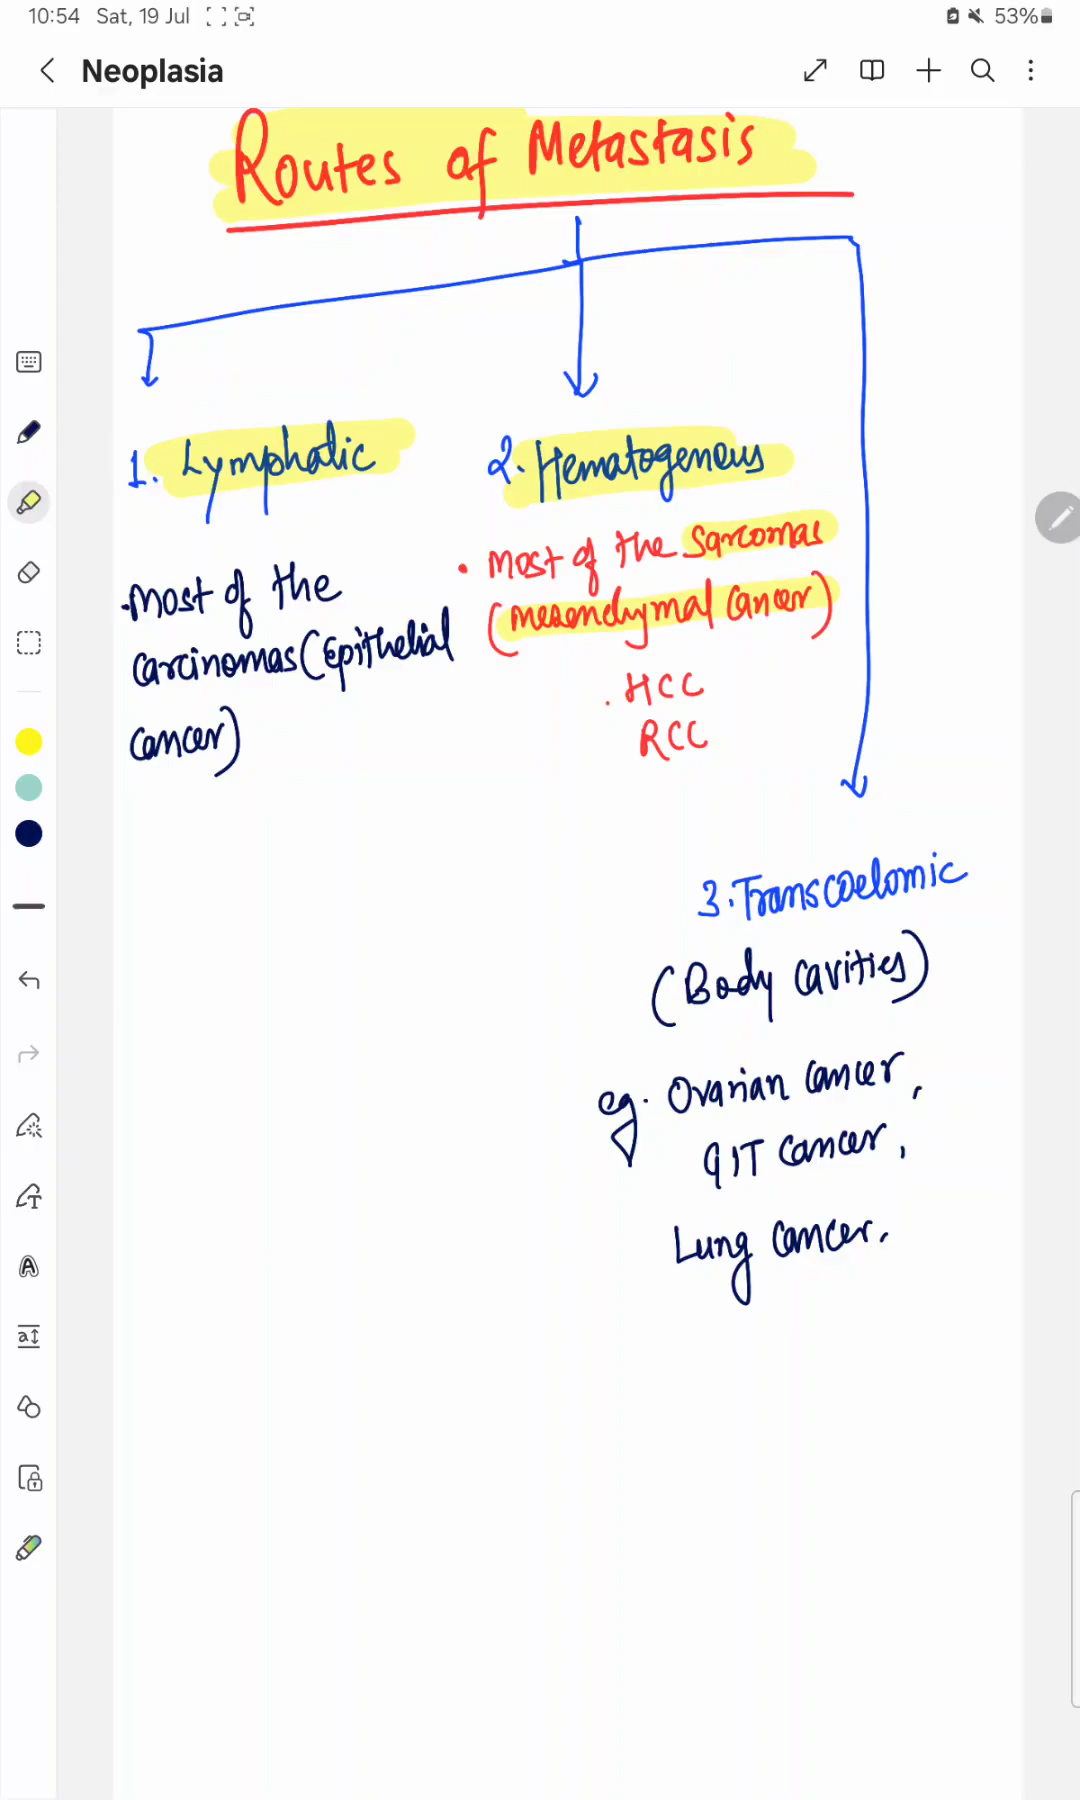 10:54 Sat, 19 Jul 53%
Neoplasia
Routes of Metastasis
1. Lymphatic
.most of the
carcinomas (Epithelial
cancer)
2. Hematogenous
• most of the sarcomas
(mesenchymal cancer)
. HCC
RCC
3. Transcoelomic
(Body cavities)
eg. Ovarian cancer,
GIT cancer,
Lung cancer.